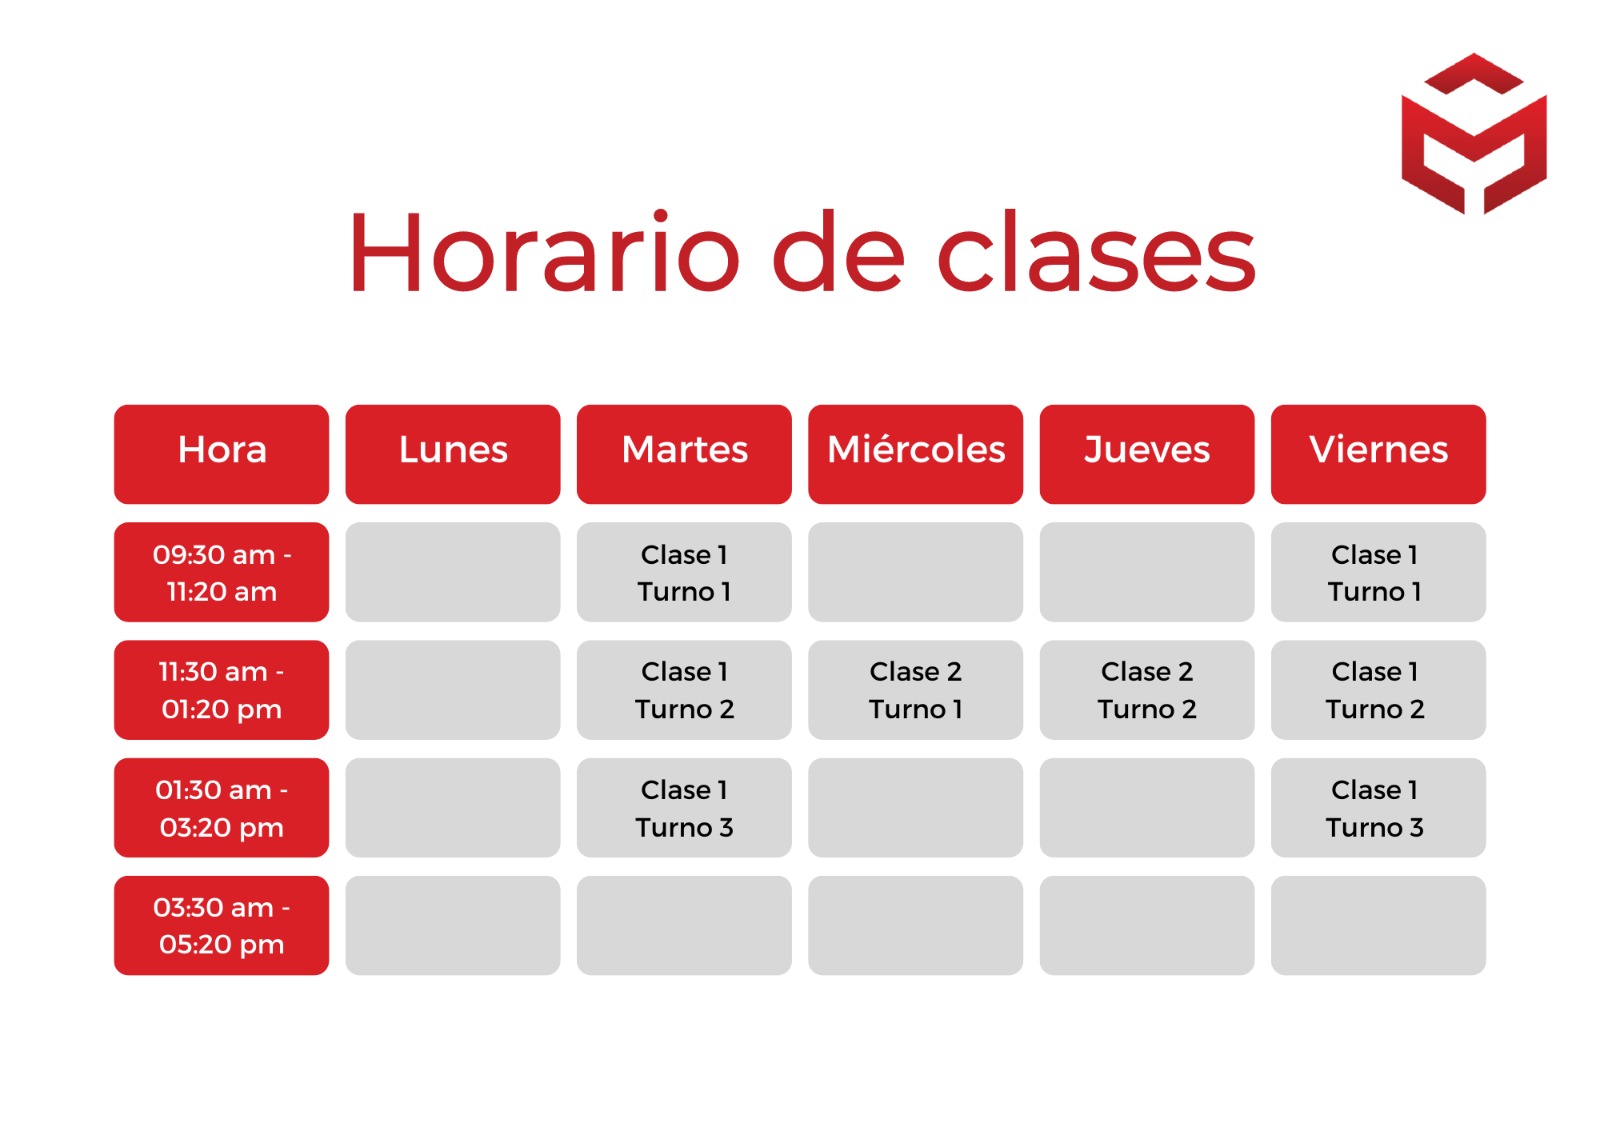 Horario de clases
Hora
Lunes
Martes
Miércoles
Jueves
Viernes
09:30 am -
11:20 am
Clase 1
Turno 1
Clase 1
Turno 1
11:30 am -
01:20 pm
Clase 1
Turno 2
Clase 2
Turno 1
Clase 2
Turno 2
Clase 1
Turno 2
01:30 am -
03:20 pm
Clase 1
Turno 3
Clase 1
Turno 3
03:30 am -
05:20 pm